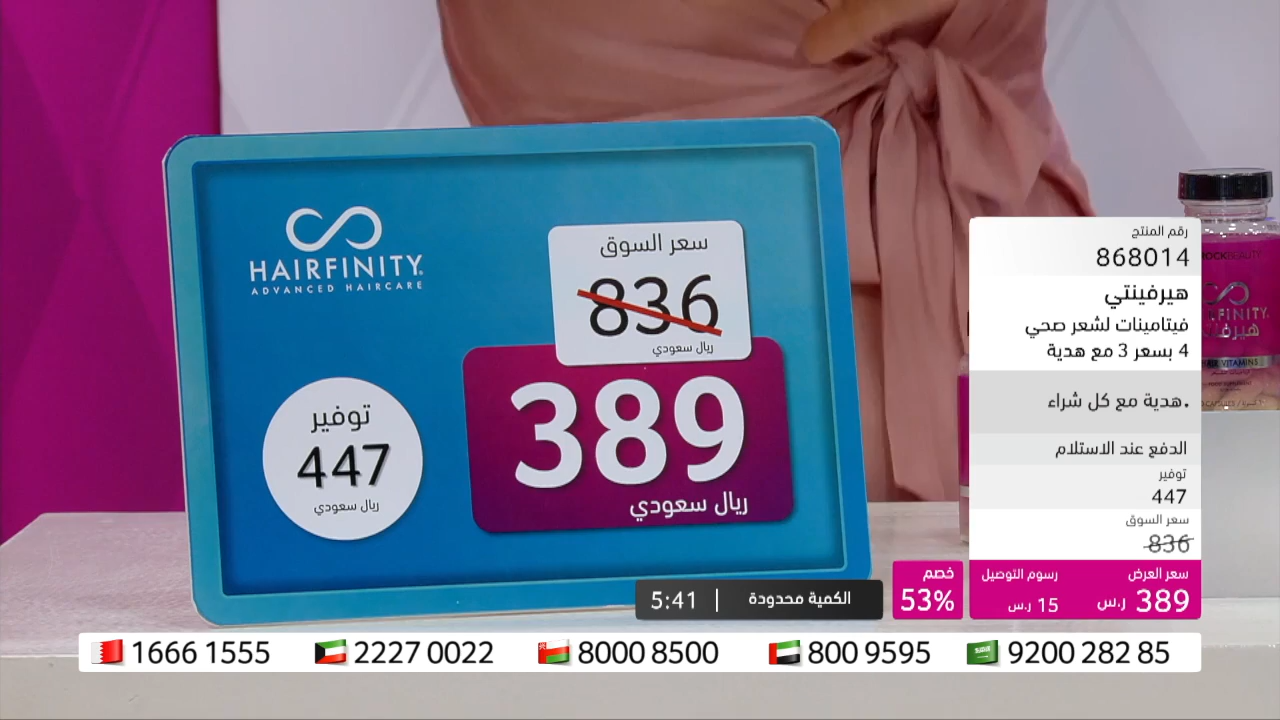 HAIRFINITY®
ADVANCED HAIRCARE
سعر السوق
836
ريال سعودي
389
ريال سعودي
توفير
447
ريال سعودي
رقم المنتج
868014
هيرفينتي
فيتامينات لشعر صحي
4 بسعر 3 مع هدية
هدية مع كل شراء.
الدفع عند الاستلام
توفير
447
سعر السوق
836
سعر العرض
389 ر.س
رسوم التوصيل
15 ر.س
خصم
53%
الكمية محدودة | 5:41
1666 1555
2227 0022
8000 8500
800 9595
9200 282 85
ROCKBEAUTY
VITAMINS